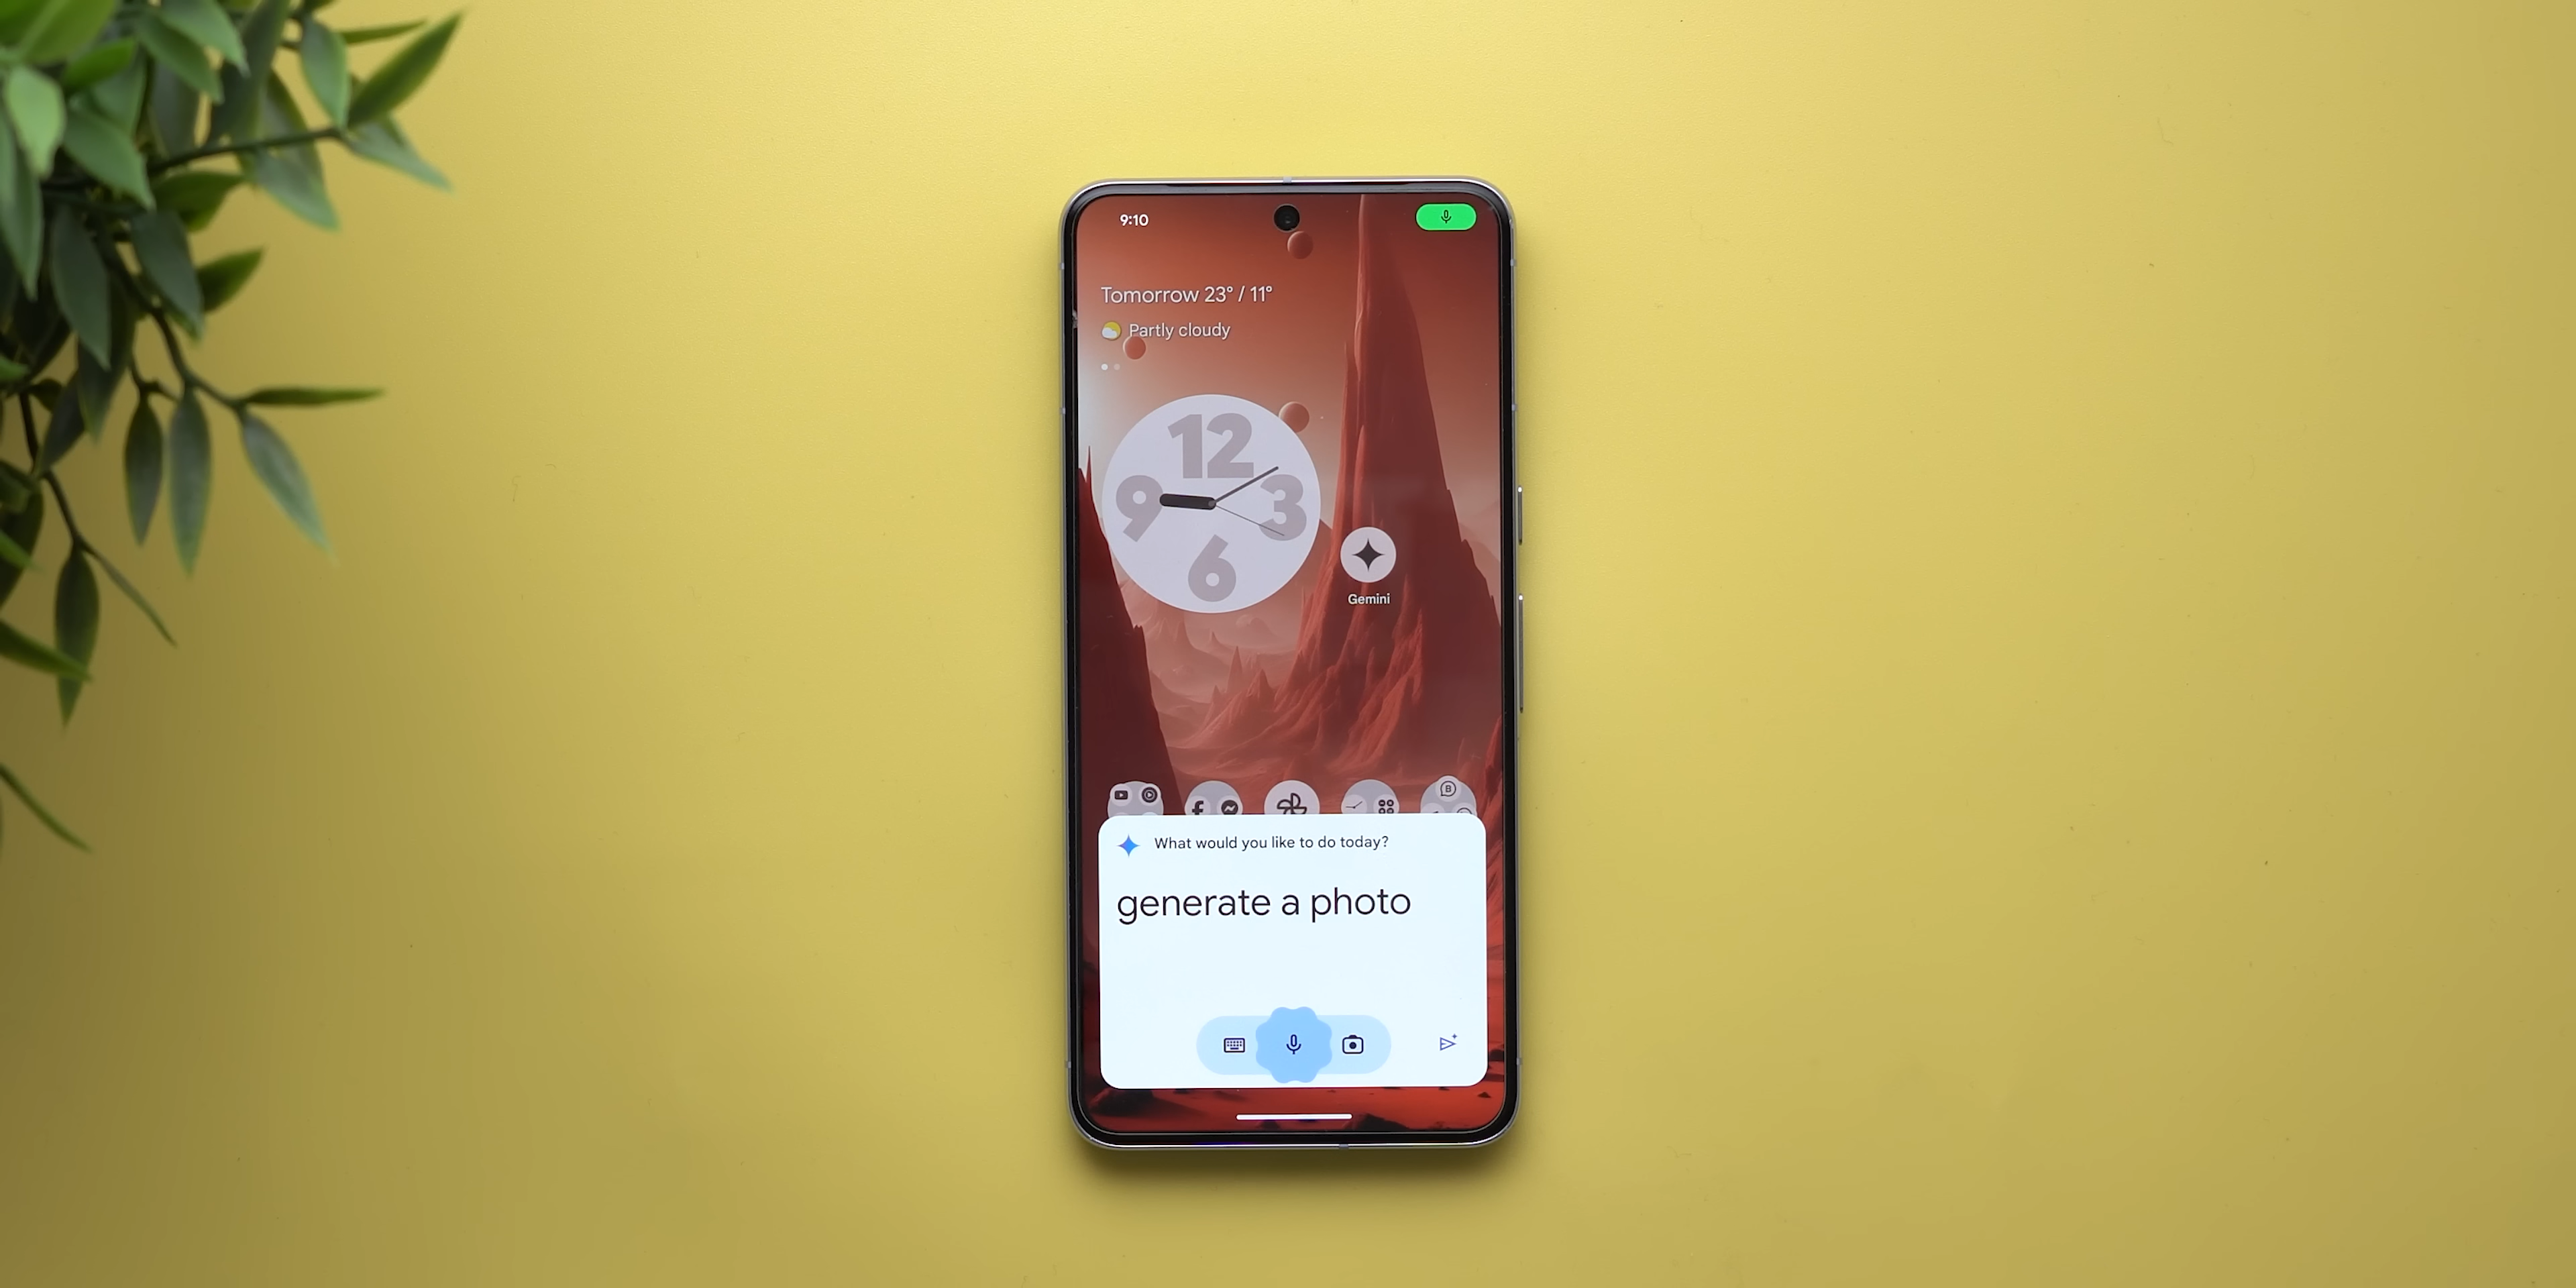 9:10
Tomorrow 23° / 11°
Partly cloudy
12
9
3
6
Gemini
B
What would you like to do today?
generate a photo